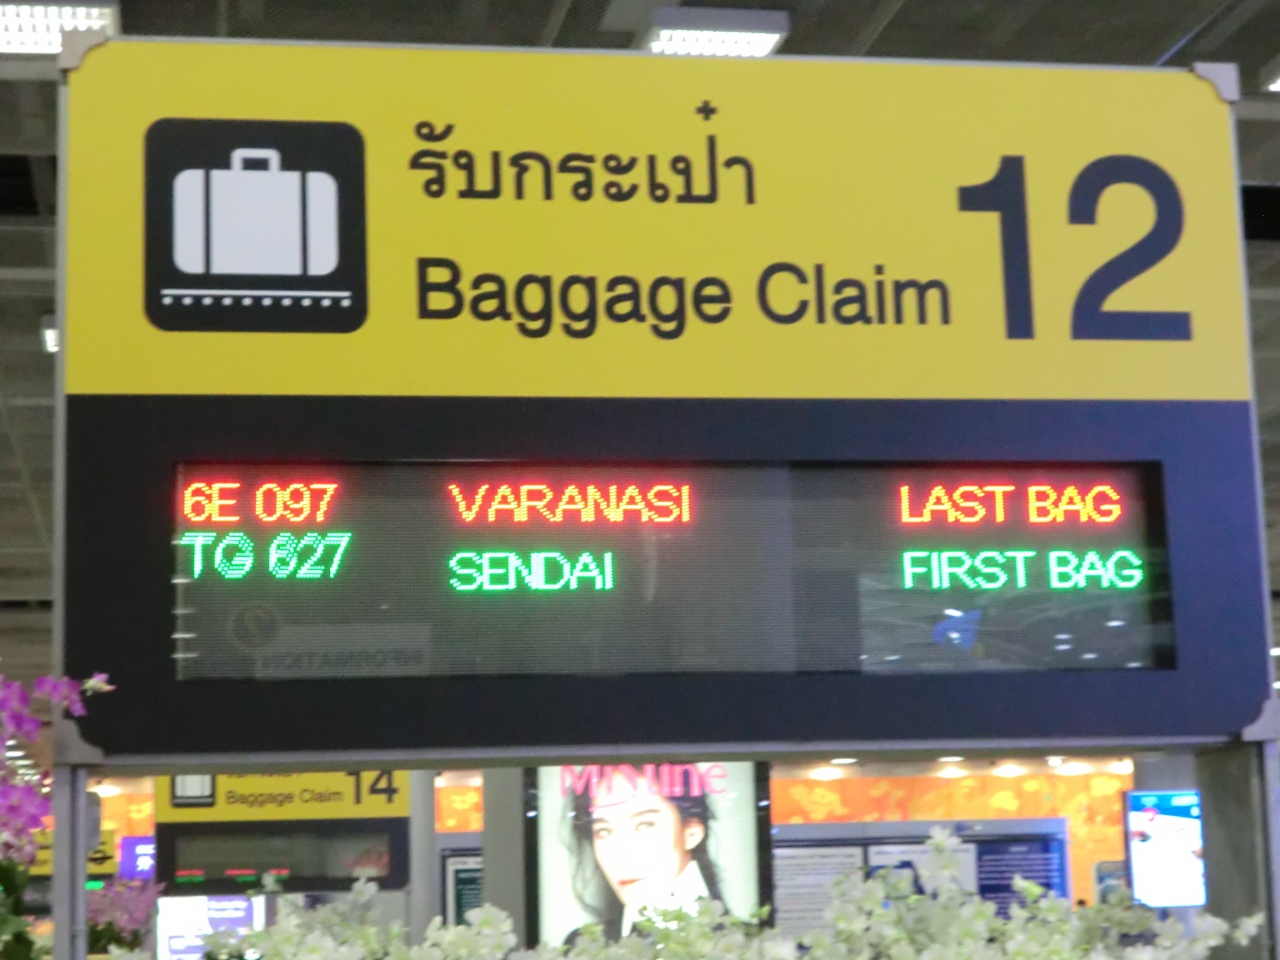 รับกระเป๋า
Baggage Claim
12
6E 097 VARANASI LAST BAG
TG 627 SENDAI FIRST BAG
Baggage Claim 14